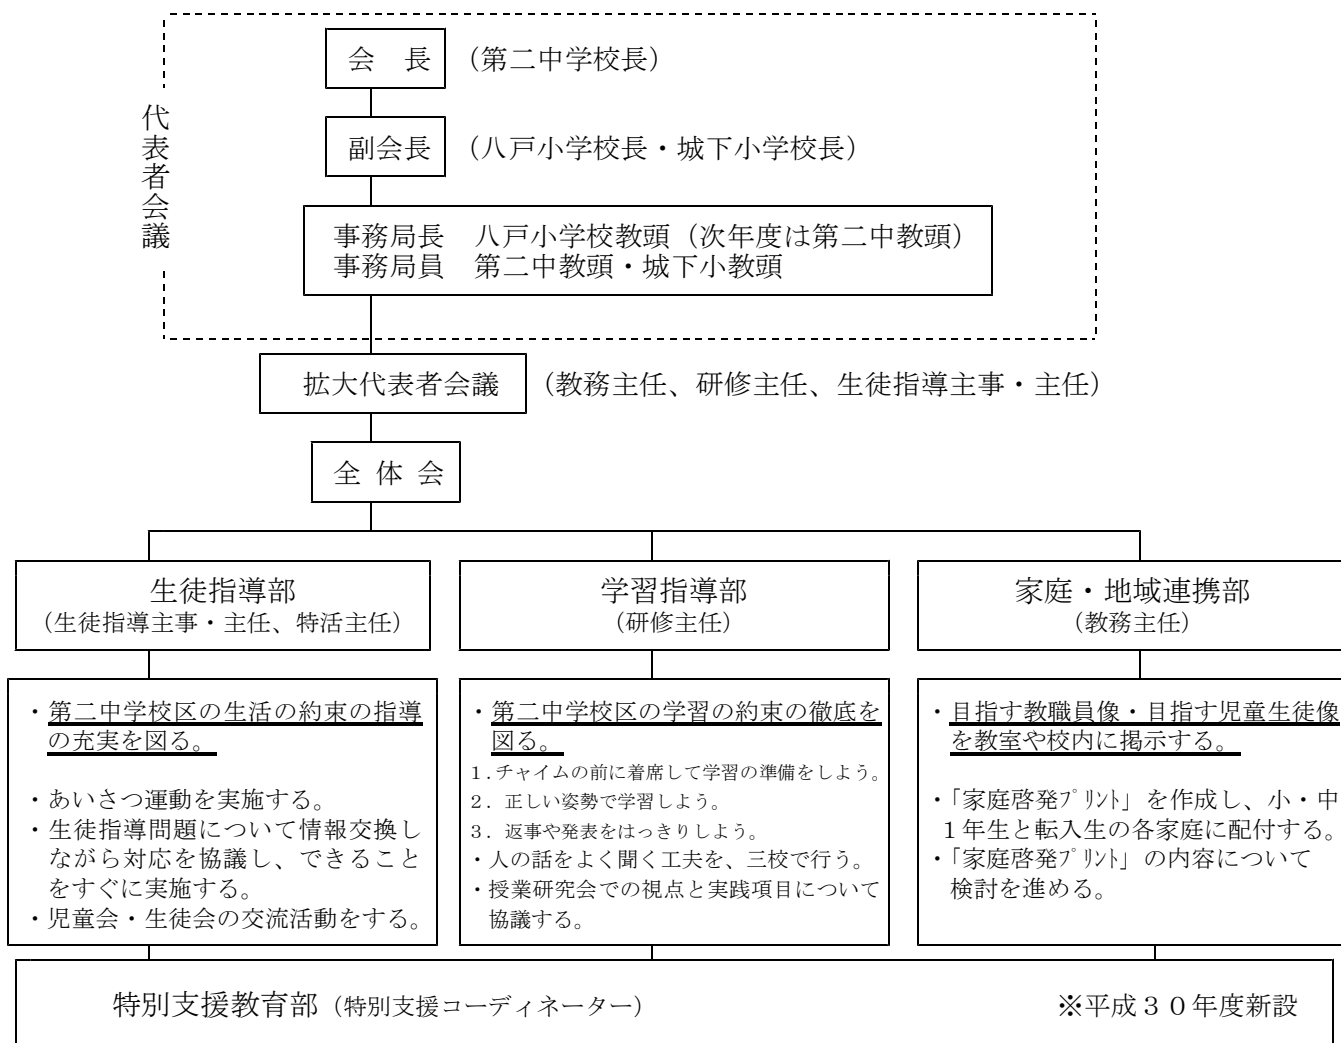 代表者会議
会　長 （第二中学校長）
副会長 （八戸小学校長・城下小学校長）
事務局長　八戸小学校教頭（次年度は第二中教頭）
事務局員　第二中教頭・城下小教頭
拡大代表者会議 （教務主任、研修主任、生徒指導主事・主任）
全 体 会
生徒指導部
（生徒指導主事・主任、特活主任）
・第二中学校区の生活の約束の指導
の充実を図る。
・あいさつ運動を実施する。
・生徒指導問題について情報交換し
ながら対応を協議し、できること
をすぐに実施する。
・児童会・生徒会の交流活動をする。
学習指導部
（研修主任）
・第二中学校区の学習の約束の徹底を
図る。
１.チャイムの前に着席して学習の準備をしよう。
２．正しい姿勢で学習しよう。
３．返事や発表をはっきりしよう。
・人の話をよく聞く工夫を、三校で行う。
・授業研究会での視点と実践項目について
協議する。
家庭・地域連携部
（教務主任）
・目指す教職員像・目指す児童生徒像
を教室や校内に掲示する。
・「家庭啓発ﾌﾟﾘﾝﾄ」を作成し、小・中
１年生と転入生の各家庭に配付する。
・「家庭啓発ﾌﾟﾘﾝﾄ」の内容について
検討を進める。
特別支援教育部（特別支援コーディネーター） ※平成３０年度新設